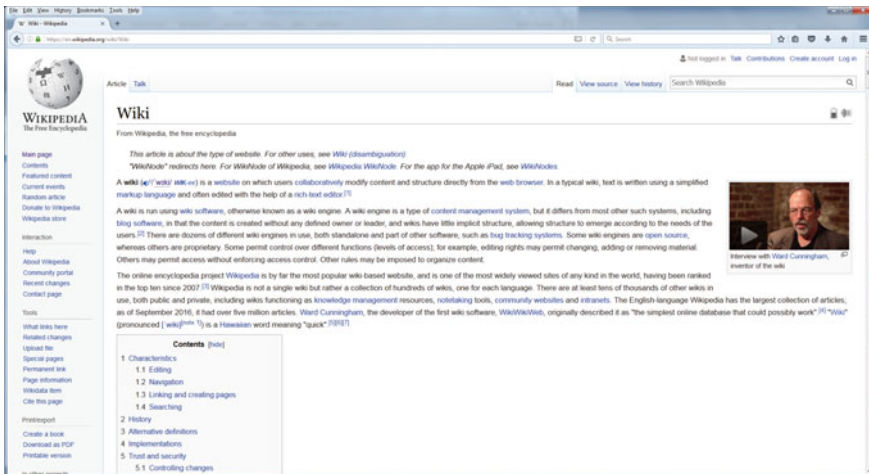 File Edit View History Bookmarks Tools Help
Wiki - Wikipedia
https://en.wikipedia.org/wiki/Wiki
Search
Not logged in Talk Contributions Create account Log in
Article Talk
Read View source View history Search Wikipedia
WIKIPEDIA
The Free Encyclopedia
Main page
Contents
Featured content
Current events
Random article
Donate to Wikipedia
Wikipedia store
Interaction
Help
About Wikipedia
Community portal
Recent changes
Contact page
Tools
What links here
Related changes
Upload file
Special pages
Permanent link
Page information
Wikidata item
Cite this page
Print/export
Create a book
Download as PDF
Printable version
Wiki
From Wikipedia, the free encyclopedia
This article is about the type of website. For other uses, see Wiki (disambiguation).
"WikiNode" redirects here. For WikiNode of Wikipedia, see Wikipedia:WikiNode. For the app for the Apple iPad, see WikiNodes.
A wiki (/ˈwɪki/ WIK-ee) is a website on which users collaboratively modify content and structure directly from the web browser. In a typical wiki, text is written using a simplified
markup language and often edited with the help of a rich-text editor.[1]
A wiki is run using wiki software, otherwise known as a wiki engine. A wiki engine is a type of content management system, but it differs from most other such systems, including
blog software, in that the content is created without any defined owner or leader, and wikis have little implicit structure, allowing structure to emerge according to the needs of the
users.[2] There are dozens of different wiki engines in use, both standalone and part of other software, such as bug tracking systems. Some wiki engines are open source,
whereas others are proprietary. Some permit control over different functions (levels of access); for example, editing rights may permit changing, adding or removing material.
Others may permit access without enforcing access control. Other rules may be imposed to organize content.
Interview with Ward Cunningham,
inventor of the wiki
The online encyclopedia project Wikipedia is by far the most popular wiki-based website, and is one of the most widely viewed sites of any kind in the world, having been ranked
in the top ten since 2007.[3] Wikipedia is not a single wiki but rather a collection of hundreds of wikis, one for each language. There are at least tens of thousands of other wikis in
use, both public and private, including wikis functioning as knowledge management resources, notetaking tools, community websites and intranets. The English-language Wikipedia has the largest collection of articles;
as of September 2016, it had over five million articles. Ward Cunningham, the developer of the first wiki software, WikiWikiWeb, originally described it as "the simplest online database that could possibly work".[4] "Wiki"
(pronounced [ˈwiki][note 1]) is a Hawaiian word meaning "quick".[5][6][7]
Contents [hide]
1 Characteristics
1.1 Editing
1.2 Navigation
1.3 Linking and creating pages
1.4 Searching
2 History
3 Alternative definitions
4 Implementations
5 Trust and security
5.1 Controlling changes